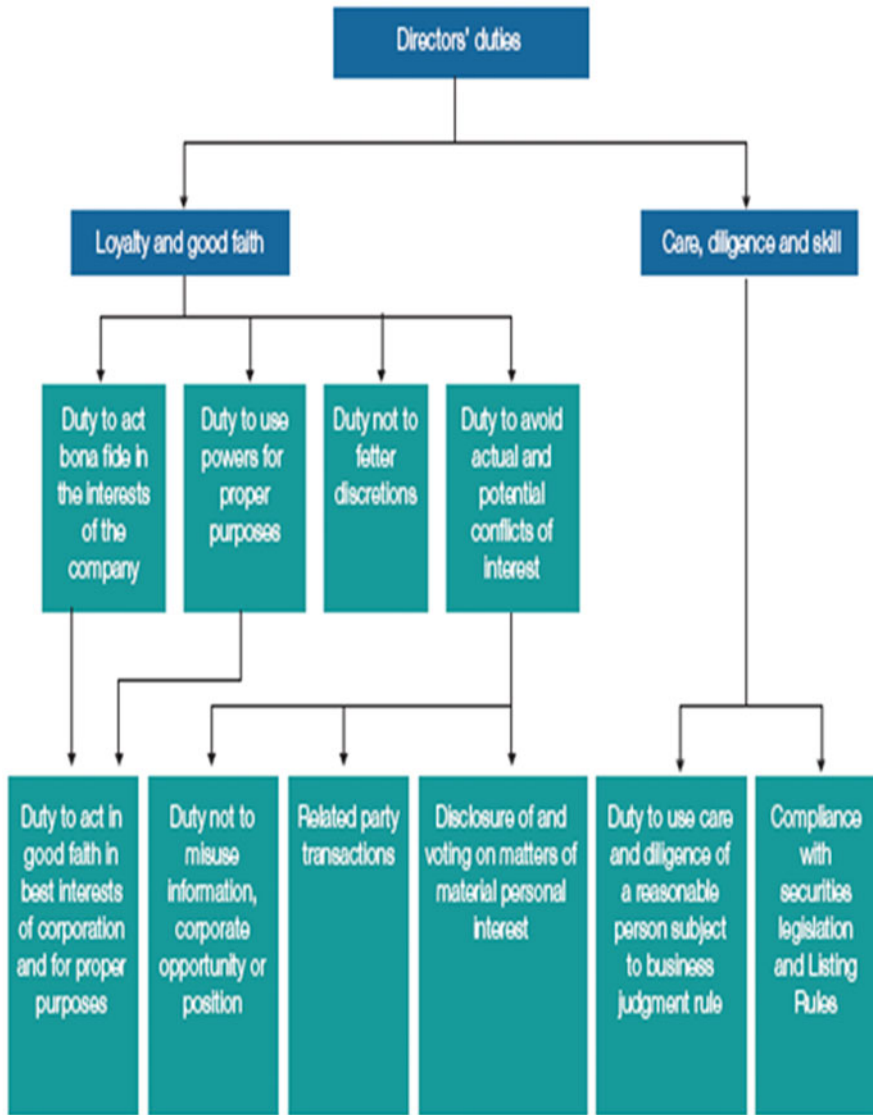 Directors' duties
Loyalty and good faith
Care, diligence and skill
Duty to act
bona fide in
the interests
of the
company
Duty to use
powers for
proper
purposes
Duty not to
fetter
discretions
Duty to avoid
actual and
potential
conflicts of
interest
Duty to act in
good faith in
best interests
of corporation
and for proper
purposes
Duty not to
misuse
information,
corporate
opportunity or
position
Related party
transactions
Disclosure of and
voting on matters of
material personal
interest
Duty to use care
and diligence of
a reasonable
person subject
to business
judgment rule
Compliance
with
securities
legislation
and Listing
Rules